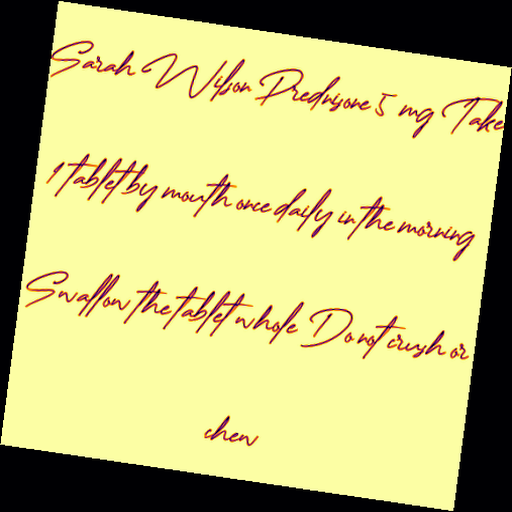 Sarah Wilson Prednisone 5 mg Take
1 tablet by mouth once daily in the morning
Swallow the tablet whole Do not crush or
chew